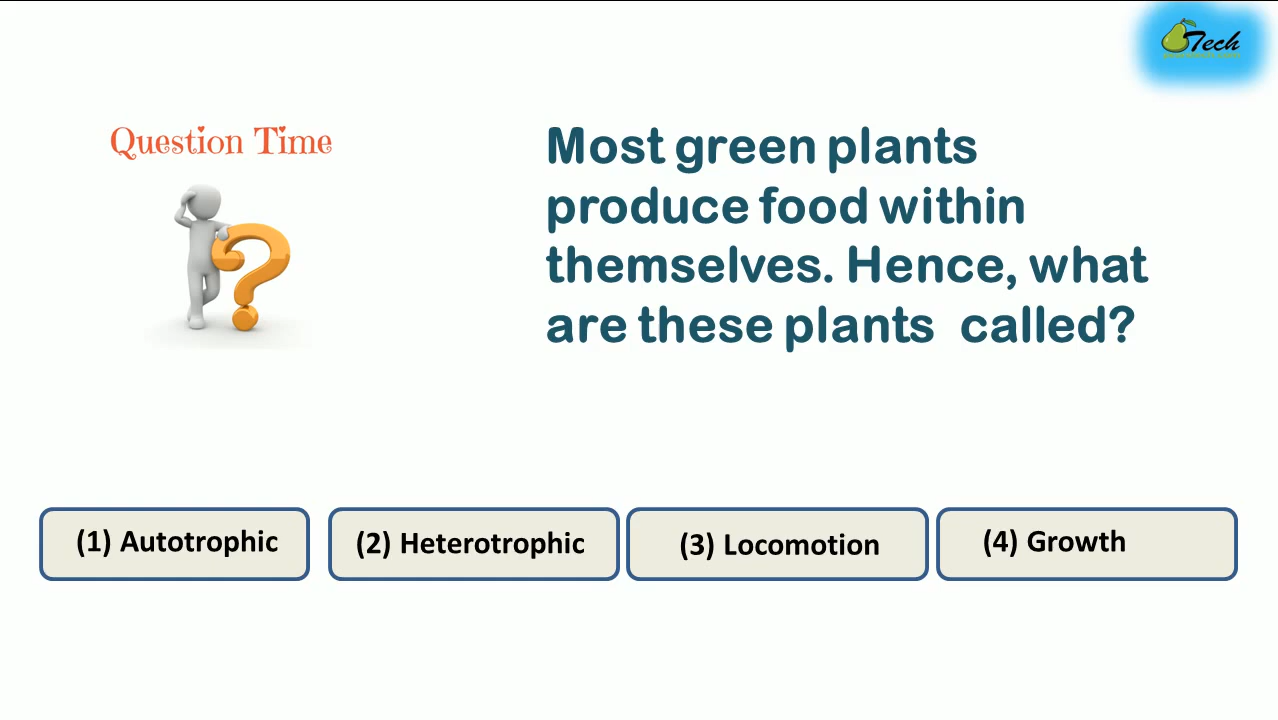 Tech
Question Time
Most green plants
produce food within
themselves. Hence, what
are these plants called?
(1) Autotrophic
(2) Heterotrophic
(3) Locomotion
(4) Growth